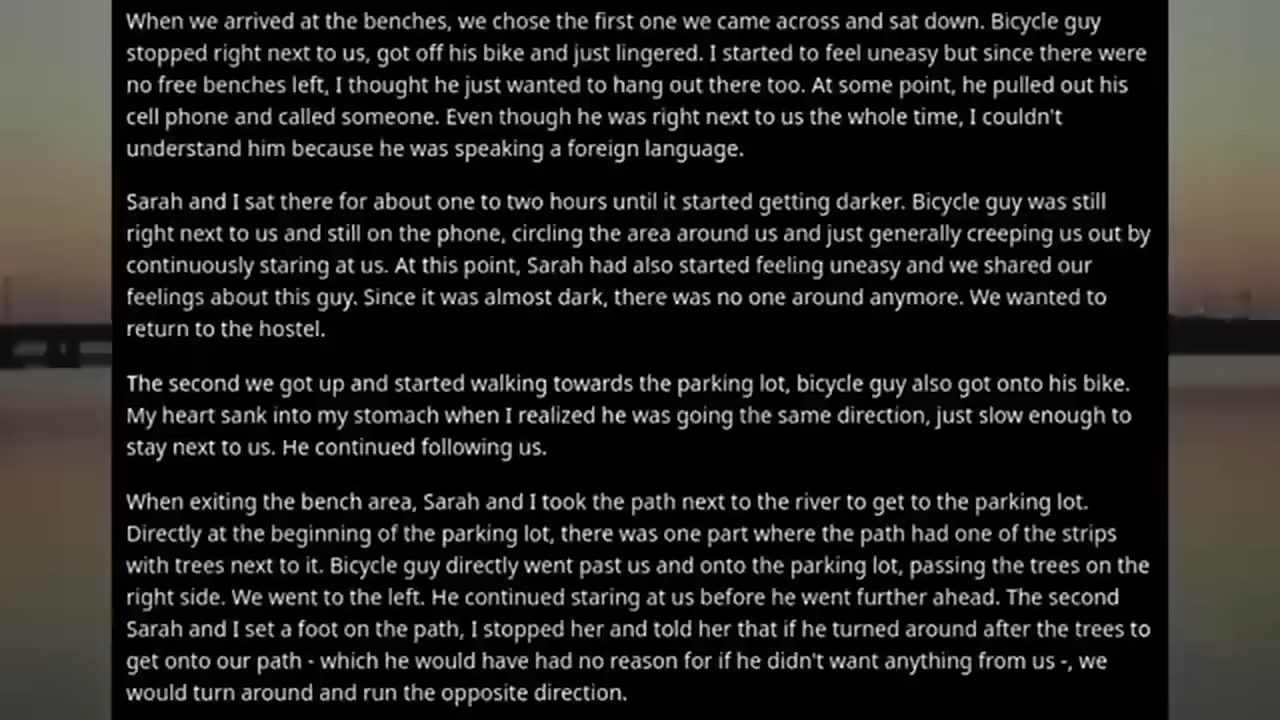 When we arrived at the benches, we chose the first one we came across and sat down. Bicycle guy
stopped right next to us, got off his bike and just lingered. I started to feel uneasy but since there were
no free benches left, I thought he just wanted to hang out there too. At some point, he pulled out his
cell phone and called someone. Even though he was right next to us the whole time, I couldn't
understand him because he was speaking a foreign language.
Sarah and I sat there for about one to two hours until it started getting darker. Bicycle guy was still
right next to us and still on the phone, circling the area around us and just generally creeping us out by
continuously staring at us. At this point, Sarah had also started feeling uneasy and we shared our
feelings about this guy. Since it was almost dark, there was no one around anymore. We wanted to
return to the hostel.
The second we got up and started walking towards the parking lot, bicycle guy also got onto his bike.
My heart sank into my stomach when I realized he was going the same direction, just slow enough to
stay next to us. He continued following us.
When exiting the bench area, Sarah and I took the path next to the river to get to the parking lot.
Directly at the beginning of the parking lot, there was one part where the path had one of the strips
with trees next to it. Bicycle guy directly went past us and onto the parking lot, passing the trees on the
right side. We went to the left. He continued staring at us before he went further ahead. The second
Sarah and I set a foot on the path, I stopped her and told her that if he turned around after the trees to
get onto our path - which he would have had no reason for if he didn't want anything from us -, we
would turn around and run the opposite direction.